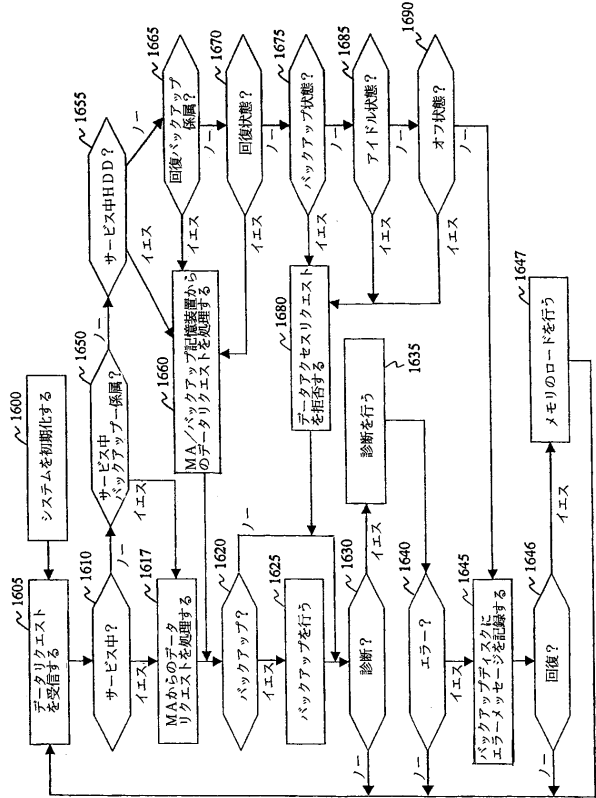 システムを初期化する
1600
データリクエスト
を受信する
1605
サービス中?
1610
イエス
ノー
MAからのデータ
リクエストを処理する
1617
バックアップ?
1620
イエス
ノー
バックアップを行う
1625
診断?
1630
イエス
ノー
診断を行う
1635
エラー?
1640
イエス
ノー
バックアップディスクに
エラーメッセージを記録する
1645
回復?
1646
イエス
ノー
メモリのロードを行う
1647
サービス中
バックアップー係属?
1650
イエス
ノー
サービス中HDD?
1655
イエス
ノー
MA/バックアップ記憶装置から
のデータリクエストを処理する
1660
回復バックアップ
係属?
1665
イエス
ノー
回復状態?
1670
イエス
ノー
バックアップ状態?
1675
イエス
ノー
データアクセスリクエスト
を拒否する
1680
アイドル状態?
1685
イエス
ノー
オフ状態?
1690
イエス
ノー